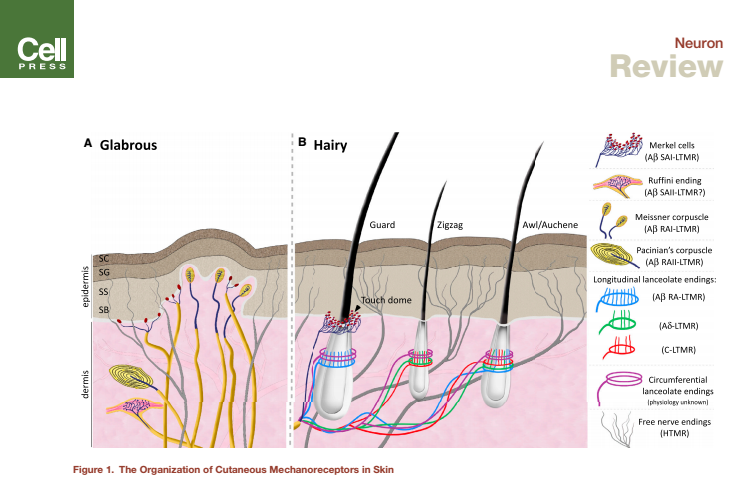 Cell
PRESS
Neuron
Review
A Glabrous
B Hairy
Guard
Zigzag
Awl/Auchene
Touch dome
epidermis
SC
SG
SS
SB
dermis
Merkel cells
(Aβ SAI-LTMR)
Ruffini ending
(Aβ SAII-LTMR?)
Meissner corpuscle
(Aβ RAI-LTMR)
Pacinian's corpuscle
(Aβ RAII-LTMR)
Longitudinal lanceolate endings:
(Aβ RA-LTMR)
(Aδ-LTMR)
(C-LTMR)
Circumferential
lanceolate endings
(physiology unknown)
Free nerve endings
(HTMR)
Figure 1. The Organization of Cutaneous Mechanoreceptors in Skin